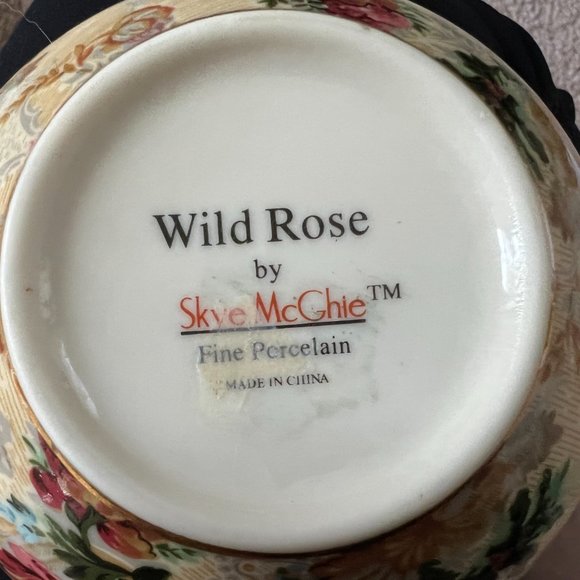 Wild Rose
by
Skye McGhie™
Fine Porcelain
MADE IN CHINA